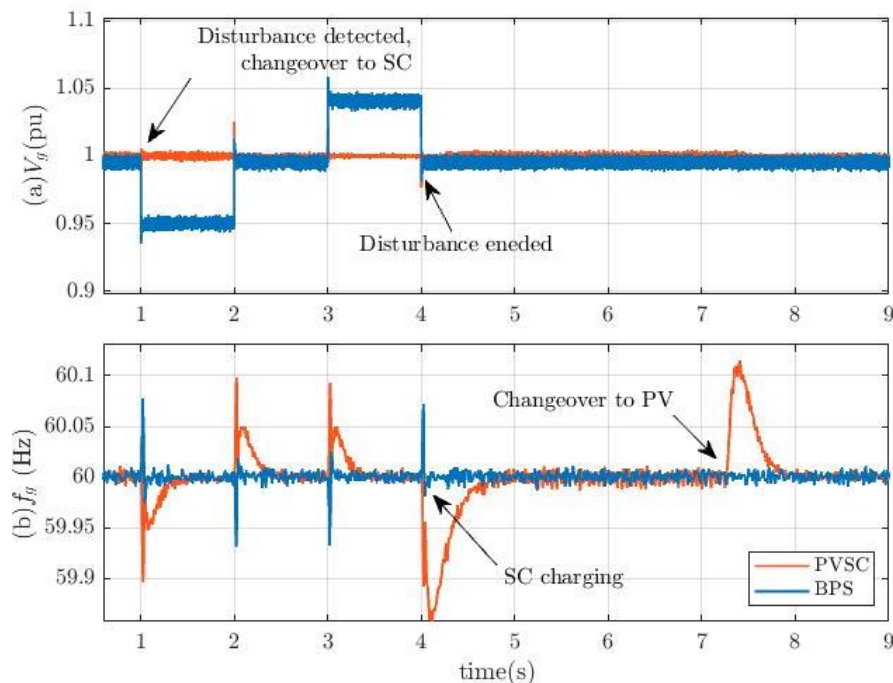 1.1
Disturbance detected,
changeover to SC
1.05
(a)V_g(pu)
1
0.95
Disturbance eneded
0.9
1 2 3 4 5 6 7 8 9
60.1
Changeover to PV
60.05
(b)f_g (Hz)
60
59.95
SC charging
PVSC
59.9
BPS
1 2 3 4 5 6 7 8 9
time(s)